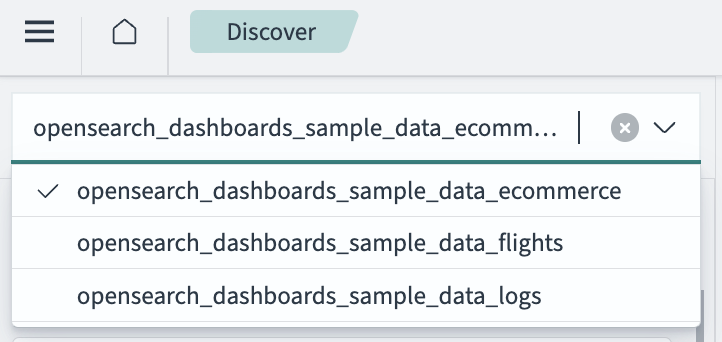 Discover
opensearch_dashboards_sample_data_ecomm...
opensearch_dashboards_sample_data_ecommerce
opensearch_dashboards_sample_data_flights
opensearch_dashboards_sample_data_logs